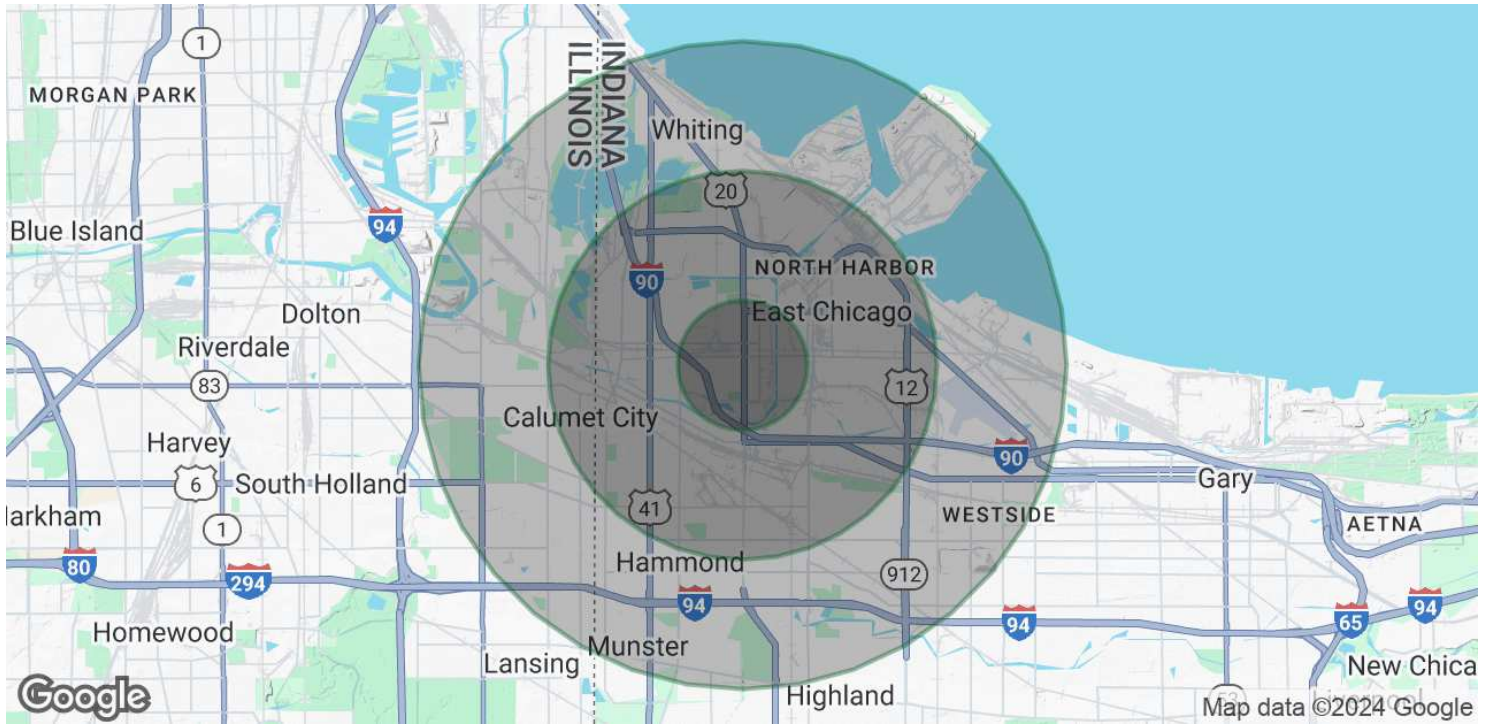 1
INDIANA
ILLINOIS
MORGAN PARK
Whiting
20
94
Blue Island
90
NORTH HARBOR
East Chicago
Dolton
Riverdale
83
12
Calumet City
Harvey
90
6
South Holland
Gary
41
WESTSIDE
arkham
1
AETNA
Hammond
80
294
912
94
94
65
94
Homewood
Munster
Lansing
New Chica
Highland
Google
53
Liverpool
Map data ©2024 Google